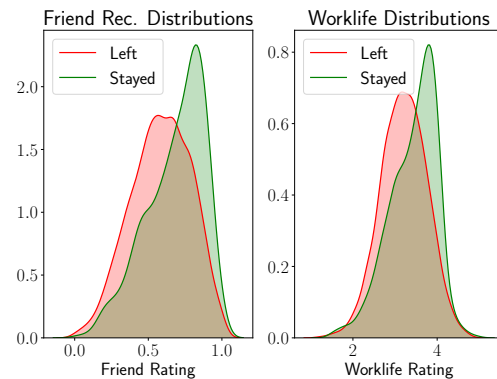 Friend Rec. Distributions
Left
Stayed
2.0
1.5
1.0
0.5
0.0
0.0 0.5 1.0
Friend Rating
Worklife Distributions
Left
Stayed
0.8
0.6
0.4
0.2
0.0
2 4
Worklife Rating